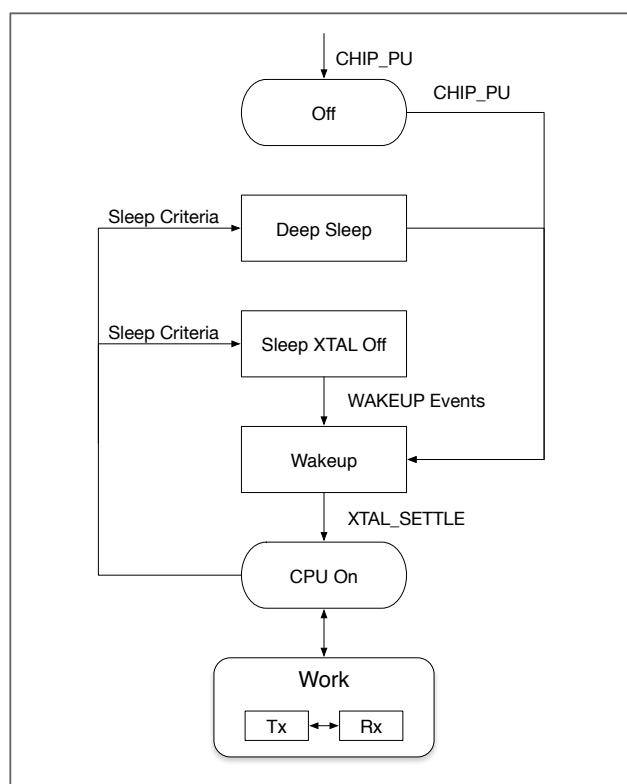 CHIP_PU
CHIP_PU
Off
Sleep Criteria
Deep Sleep
Sleep Criteria
Sleep XTAL Off
WAKEUP Events
Wakeup
XTAL_SETTLE
CPU On
Work
Tx
Rx